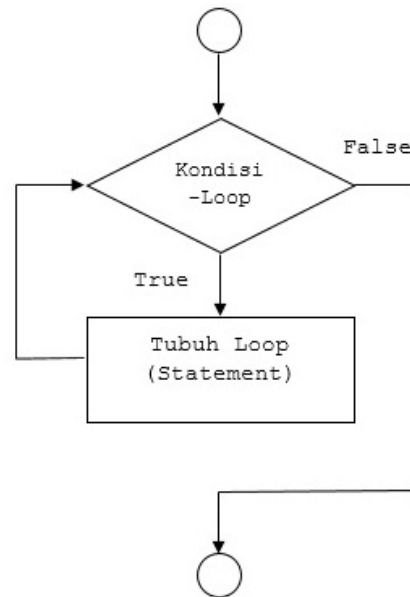 False
Kondisi
-Loop
True
Tubuh Loop
(Statement)